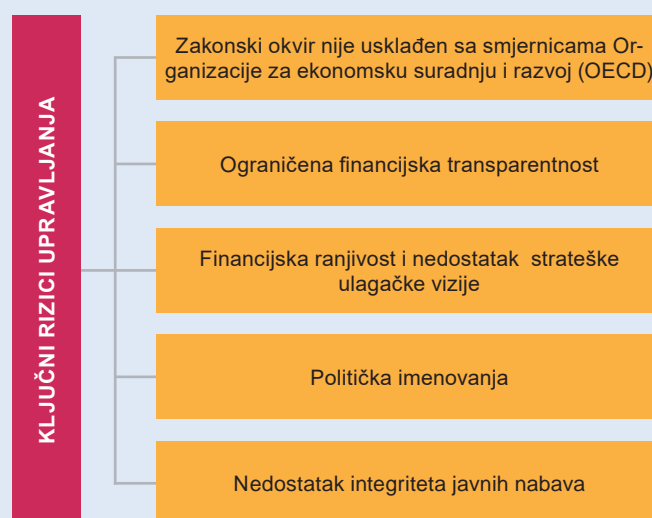 KLJUČNI RIZICI UPRAVLJANJA
Zakonski okvir nije usklađen sa smjernicama Or-
ganizacije za ekonomsku suradnju i razvoj (OECD)
Ograničena financijska transparentnost
Financijska ranjivost i nedostatak strateške
ulagačke vizije
Politička imenovanja
Nedostatak integriteta javnih nabava